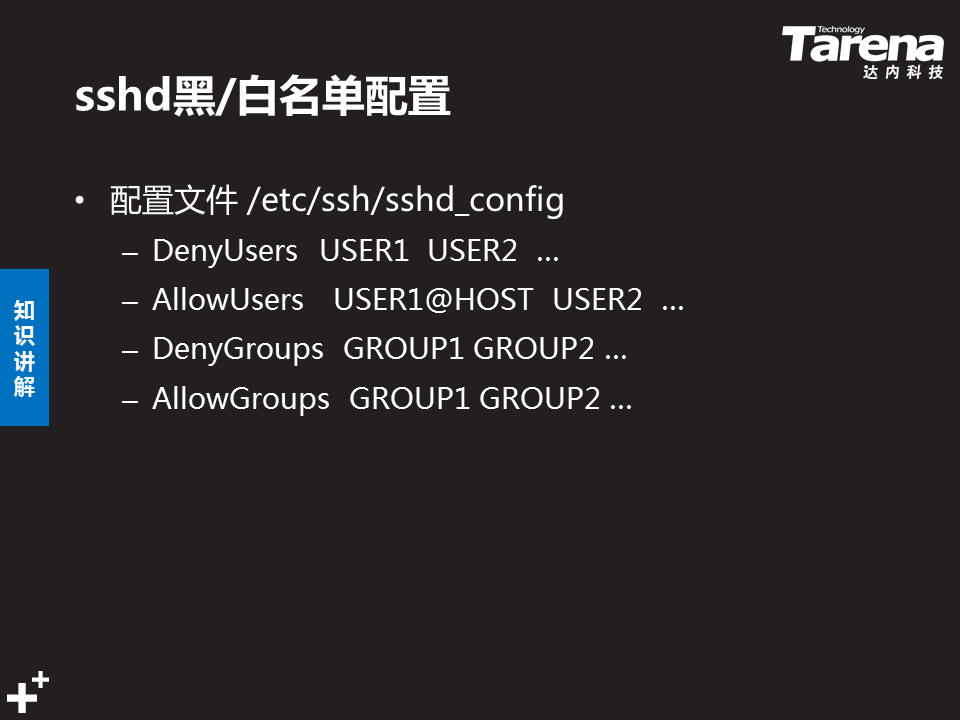 Technology
Tarena
达内科技
sshd黑/白名单配置
• 配置文件 /etc/ssh/sshd_config
– DenyUsers USER1 USER2 …
– AllowUsers USER1@HOST USER2 …
– DenyGroups GROUP1 GROUP2 …
– AllowGroups GROUP1 GROUP2 …
知
识
讲
解